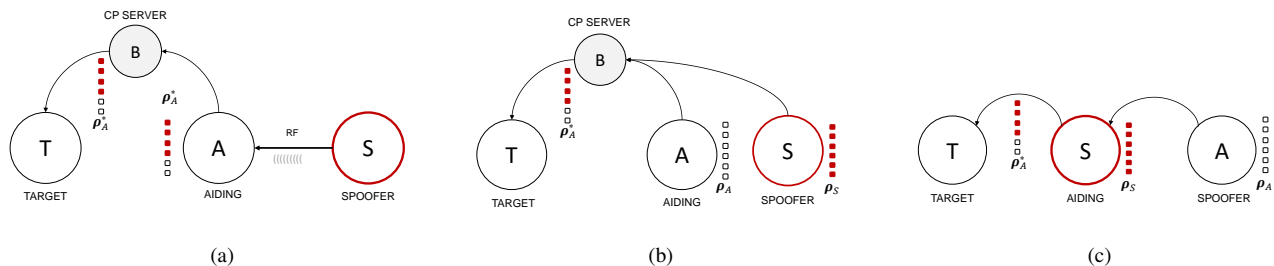 CP SERVER
B
ρ*A
ρ*A
T
A
RF
((((((((((
S
TARGET
AIDING
SPOOFER
(a)
CP SERVER
B
ρ*A
T
A
S
ρA
ρS
TARGET
AIDING
SPOOFER
(b)
T
ρ*A
S
ρS
A
ρA
TARGET
AIDING
SPOOFER
(c)